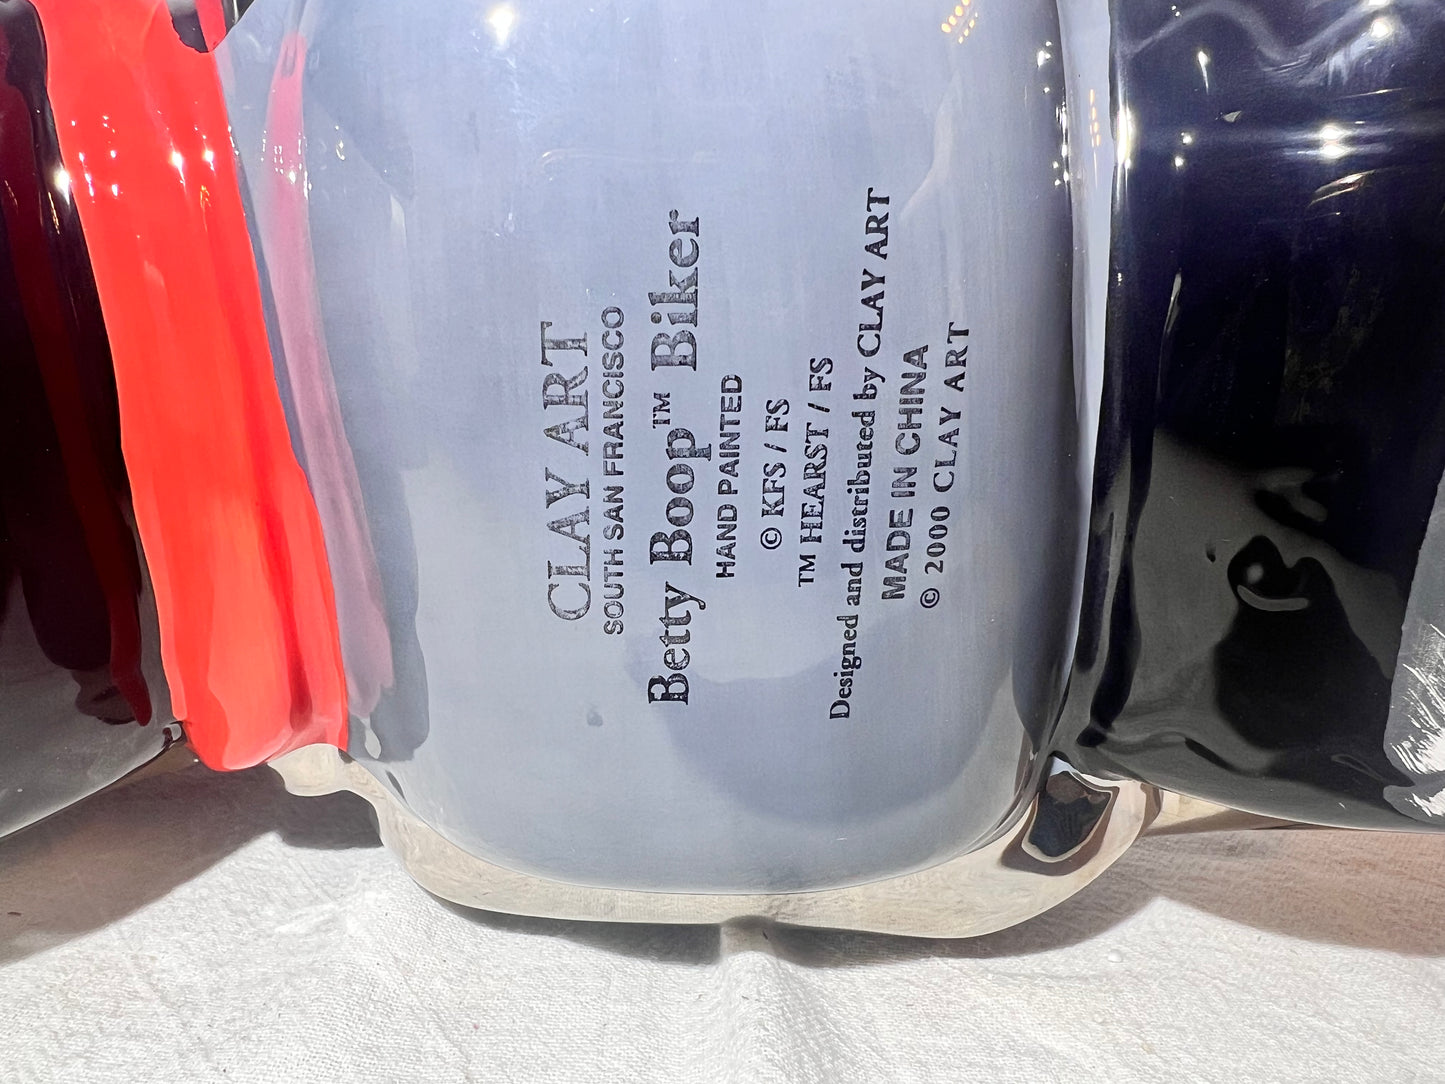 CLAY ART
SOUTH SAN FRANCISCO
Betty Boop™ Biker
HAND PAINTED
© KFS / FS
™ HEARST / FS
Designed and distributed by CLAY ART
MADE IN CHINA
© 2000 CLAY ART